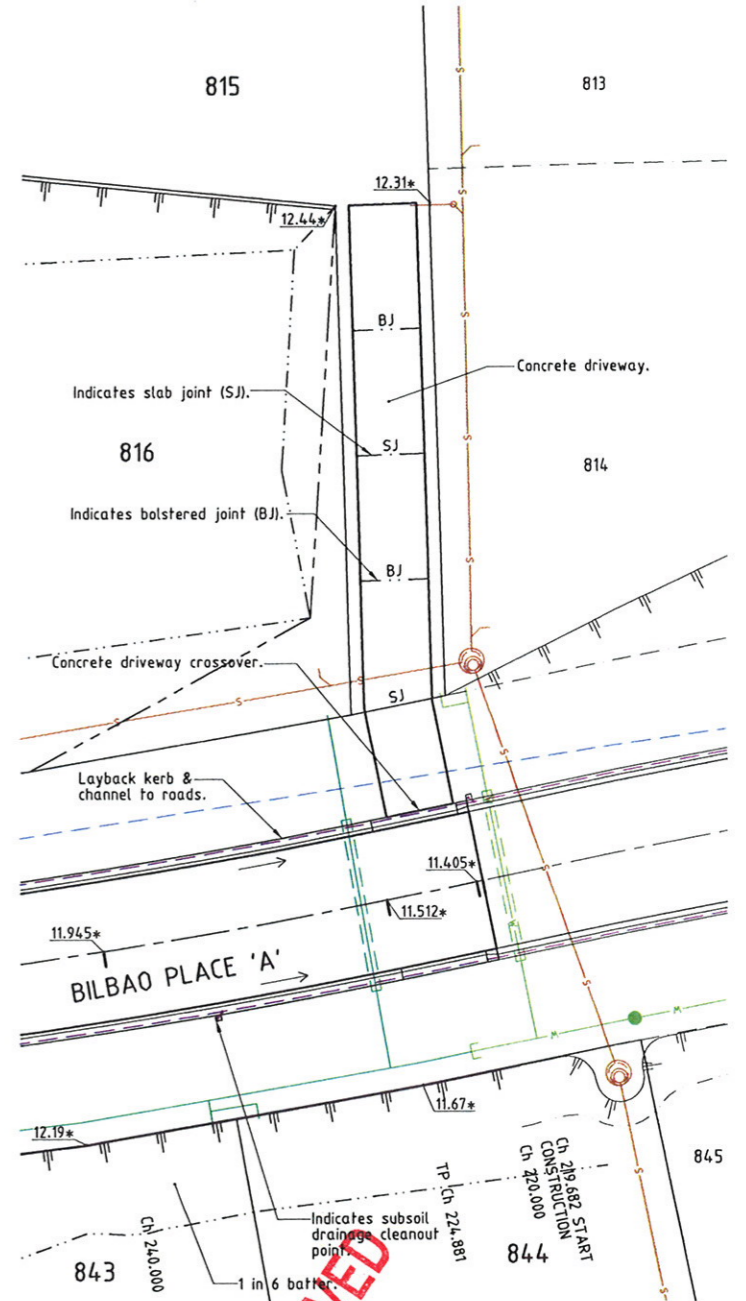 815
813
12.31*
12.44*
BJ
Concrete driveway.
Indicates slab joint (SJ).
SJ
816
814
Indicates bolstered joint (BJ).
BJ
Concrete driveway crossover.
SJ
Layback kerb &
channel to roads.
11.405*
11.512*
11.945*
BILBAO PLACE 'A'
11.67*
12.19*
845
Ch 219.682 START
CONSTRUCTION
Ch 220.000
TP Ch 224.881
Ch 240.000
Indicates subsoil
drainage cleanout
point.
844
843
1 in 6 batter.
S
S
S
S
S
S
S
S
S
S
S
S
S
W
W
W